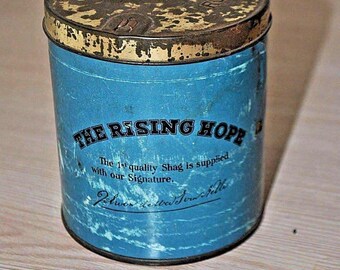 THE RISING HOPE
The 1st quality Shag is supplied
with our Signature.